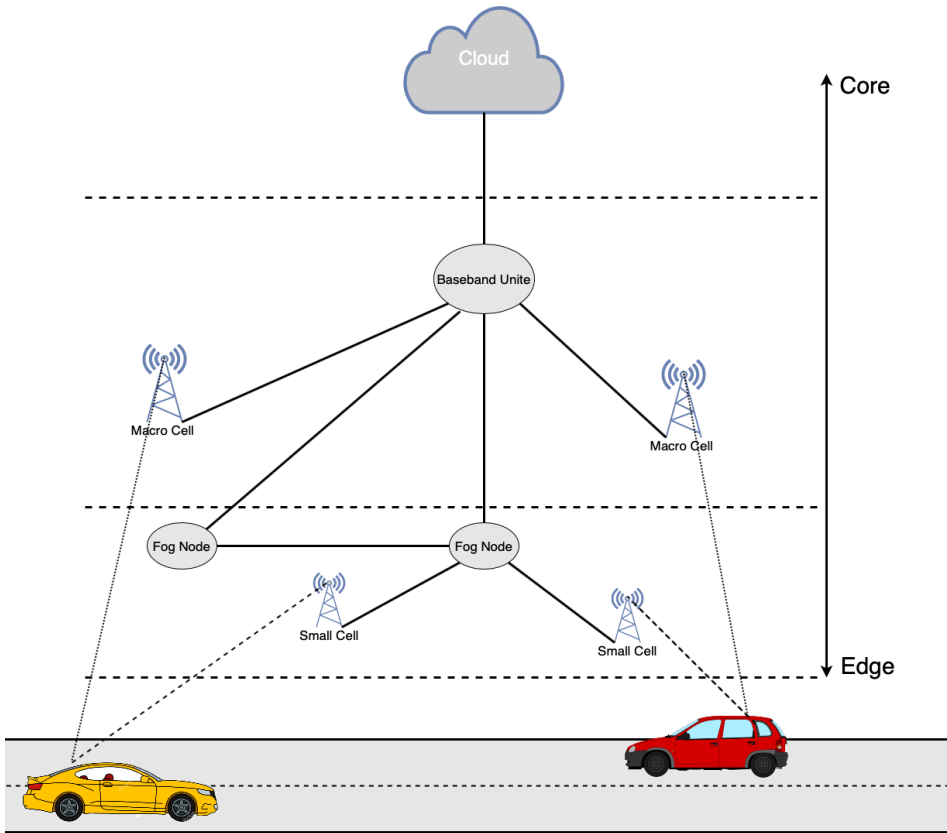 Cloud
Core
Baseband Unite
Macro Cell
Macro Cell
Fog Node
Fog Node
Small Cell
Small Cell
Edge